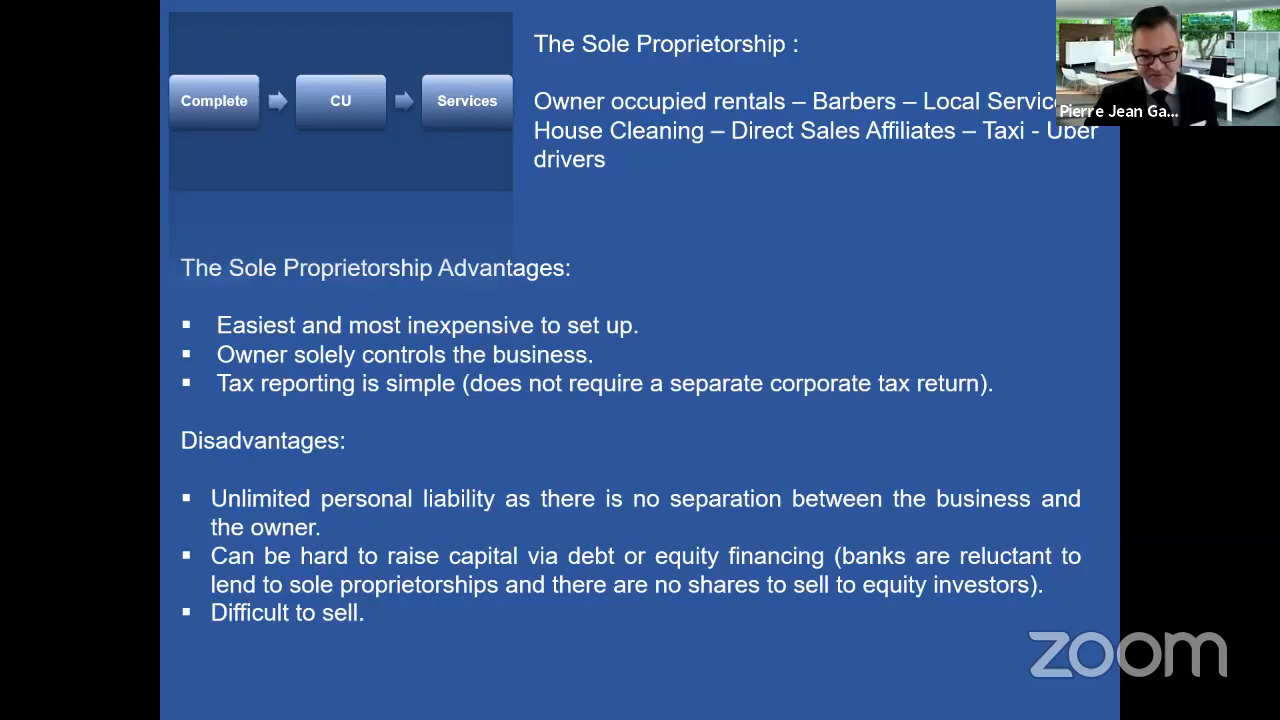 Complete
CU
Services
The Sole Proprietorship :
Owner occupied rentals – Barbers – Local Servic
House Cleaning – Direct Sales Affiliates – Taxi - Uber
drivers
Pierre Jean Ga...
The Sole Proprietorship Advantages:
▪ Easiest and most inexpensive to set up.
▪ Owner solely controls the business.
▪ Tax reporting is simple (does not require a separate corporate tax return).
Disadvantages:
▪ Unlimited personal liability as there is no separation between the business and
the owner.
▪ Can be hard to raise capital via debt or equity financing (banks are reluctant to
lend to sole proprietorships and there are no shares to sell to equity investors).
▪ Difficult to sell.
zoom